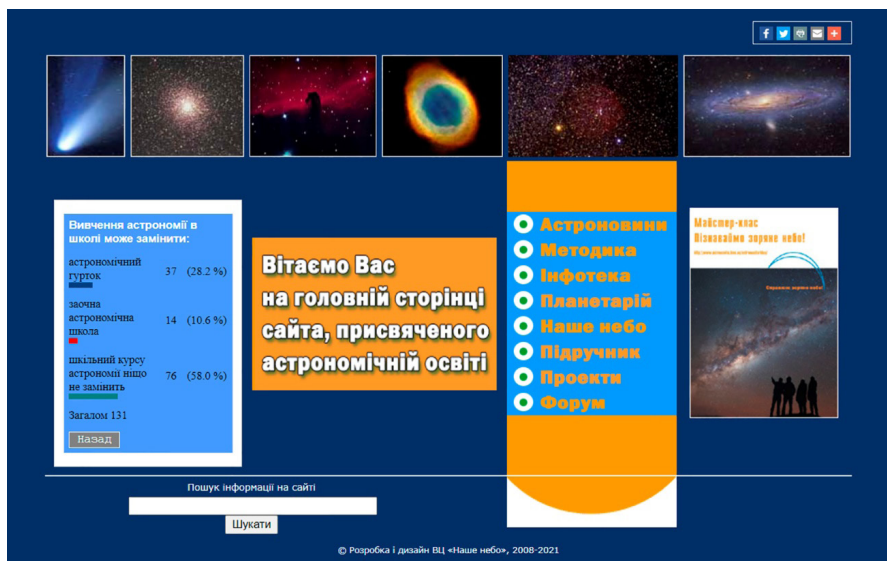 Вивчення астрономії в
школі може замінити:
астрономічний
гурток
37 (28.2 %)
заочна
астрономічна
школа
14 (10.6 %)
шкільний курсу
астрономії ніщо
не замінить
76 (58.0 %)
Загалом 131
Назад
Вітаємо Вас
на головній сторінці
сайта, присвяченого
астрономічній освіті
Астроновини
Методика
Інфотека
Планетарій
Наше небо
Підручник
Проекти
Форум
Майстер-клас
Пізнаваймо зоряне небо!
Пошук інформації на сайті
Шукати
© Розробка і дизайн ВЦ «Наше небо», 2008-2021